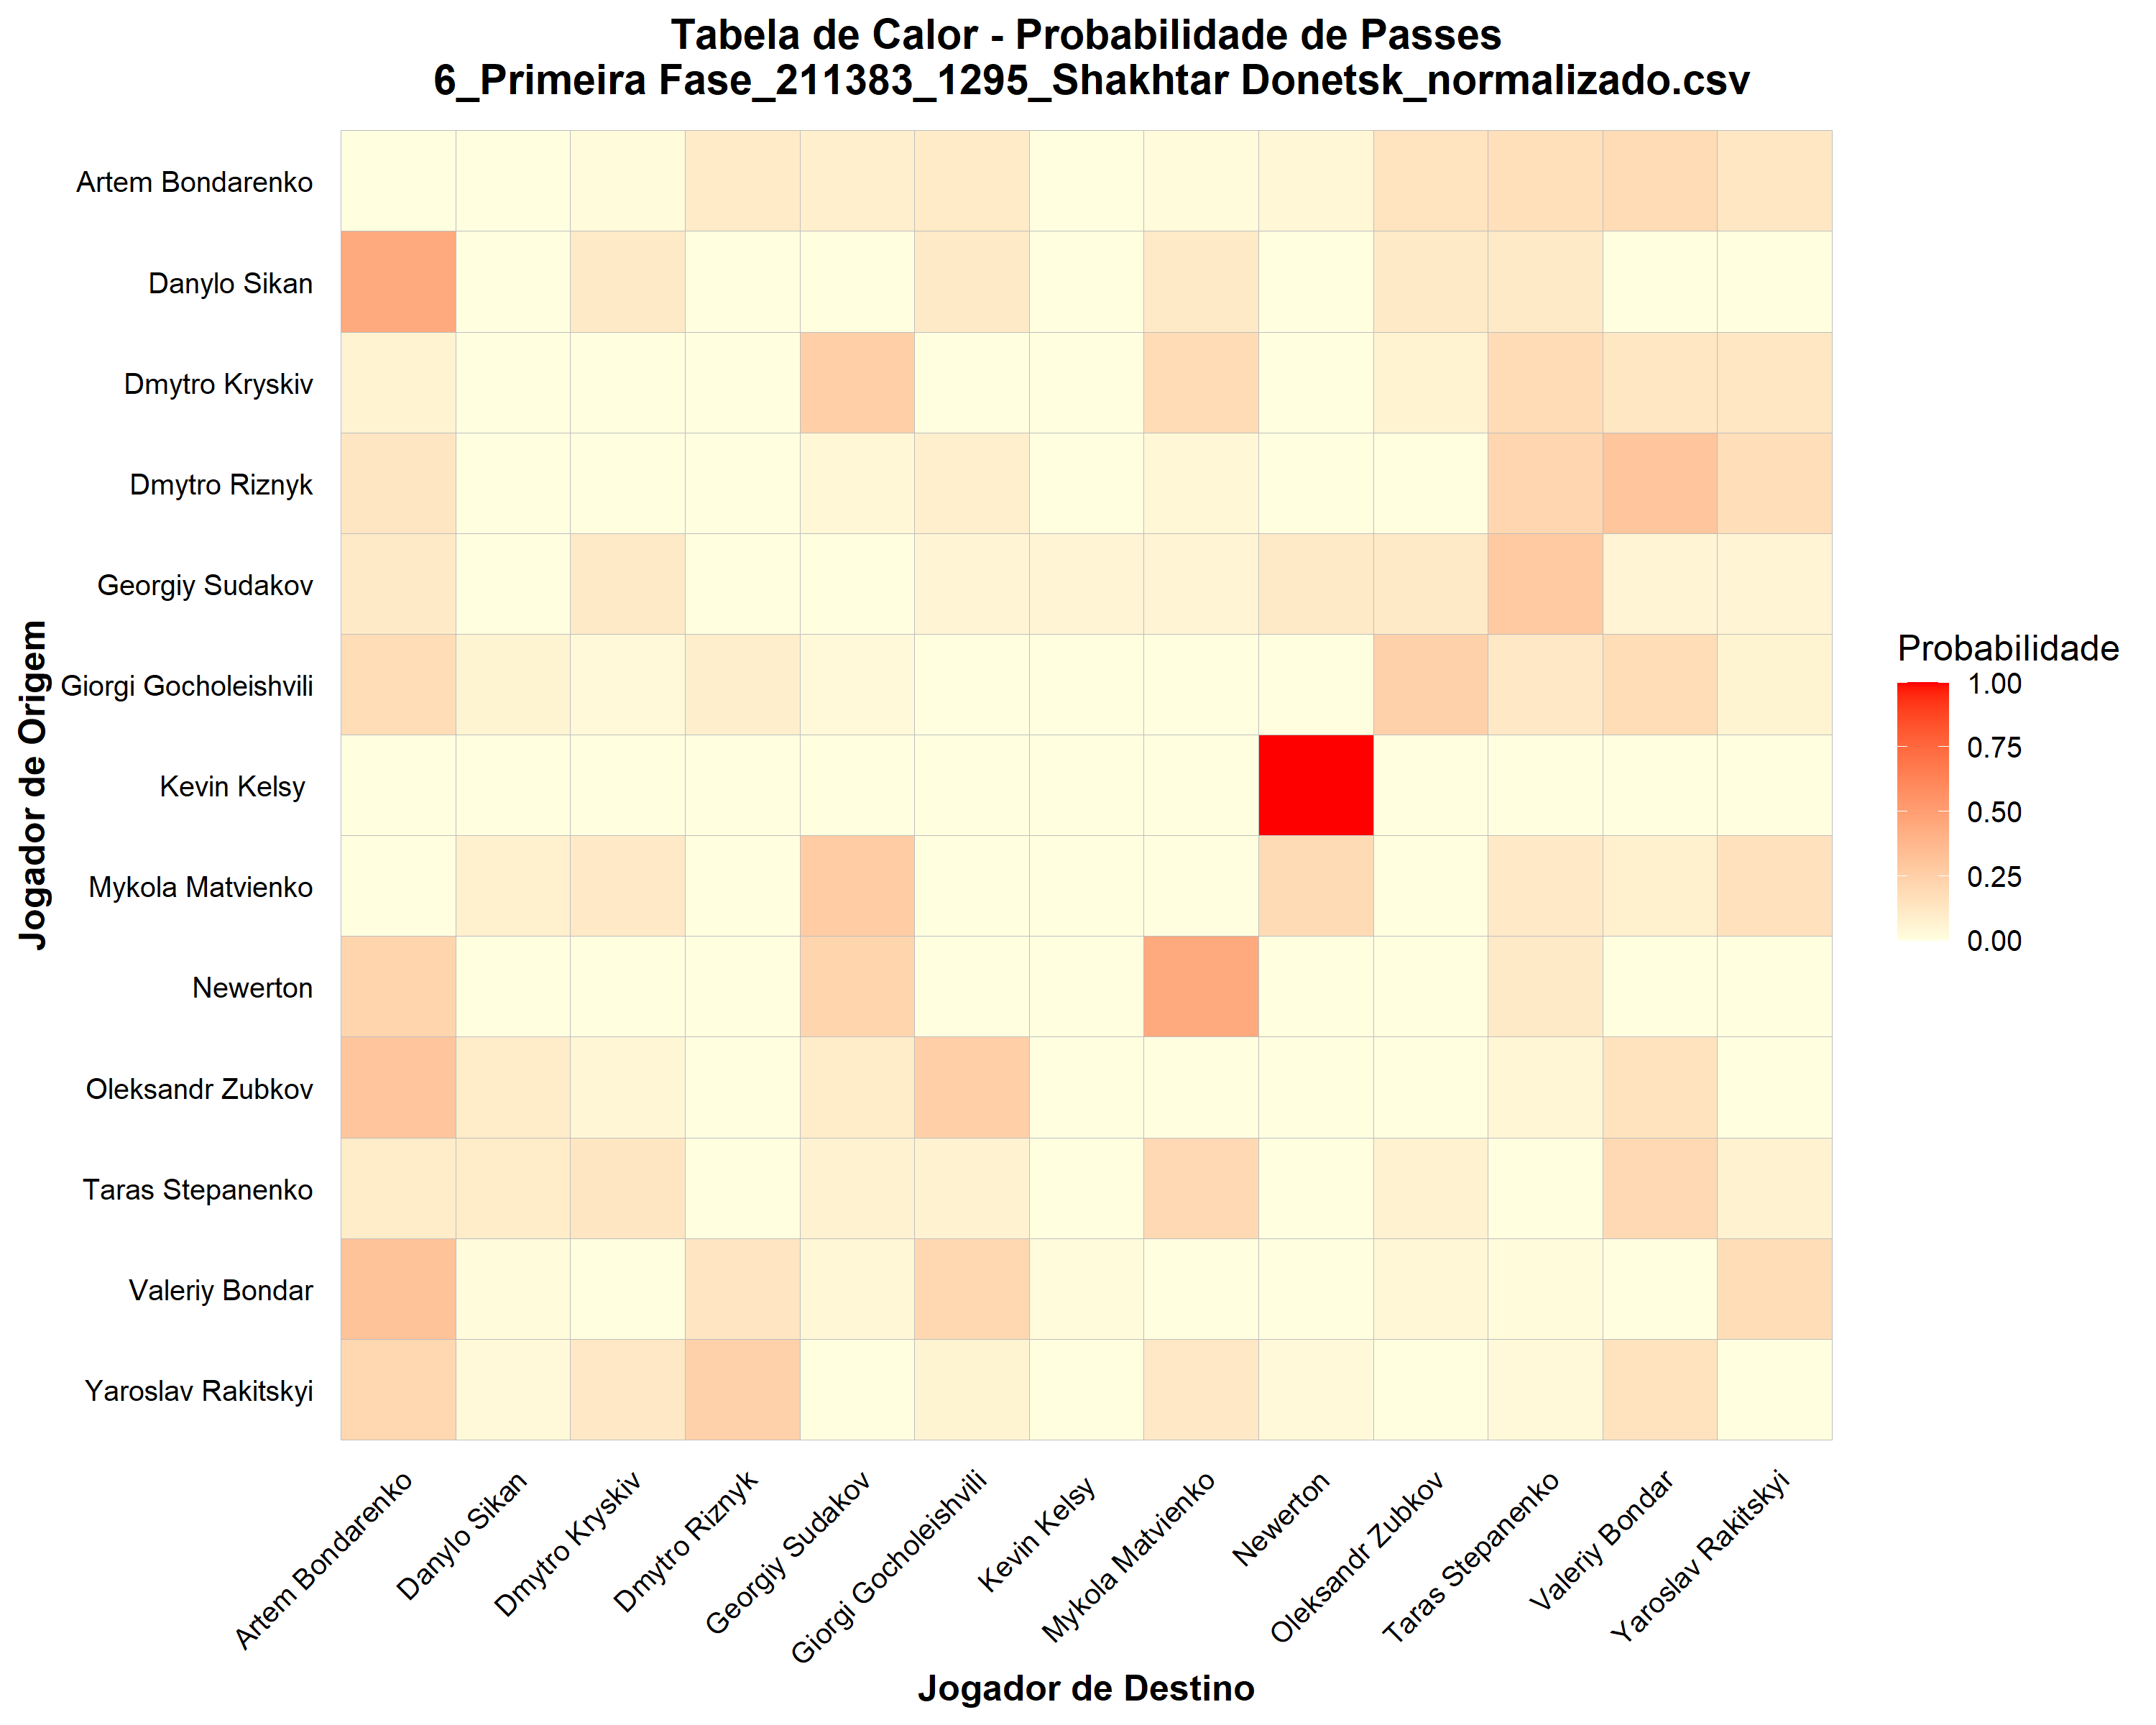 Tabela de Calor - Probabilidade de Passes
6_Primeira Fase_211383_1295_Shakhtar Donetsk_normalizado.csv
Jogador de Origem
Artem Bondarenko
Danylo Sikan
Dmytro Kryskiv
Dmytro Riznyk
Georgiy Sudakov
Giorgi Gocholeishvili
Kevin Kelsy
Mykola Matvienko
Newerton
Oleksandr Zubkov
Taras Stepanenko
Valeriy Bondar
Yaroslav Rakitskyi
Artem Bondarenko
Danylo Sikan
Dmytro Kryskiv
Dmytro Riznyk
Georgiy Sudakov
Giorgi Gocholeishvili
Kevin Kelsy
Mykola Matvienko
Newerton
Oleksandr Zubkov
Taras Stepanenko
Valeriy Bondar
Yaroslav Rakitskyi
Jogador de Destino
Probabilidade
1.00
0.75
0.50
0.25
0.00